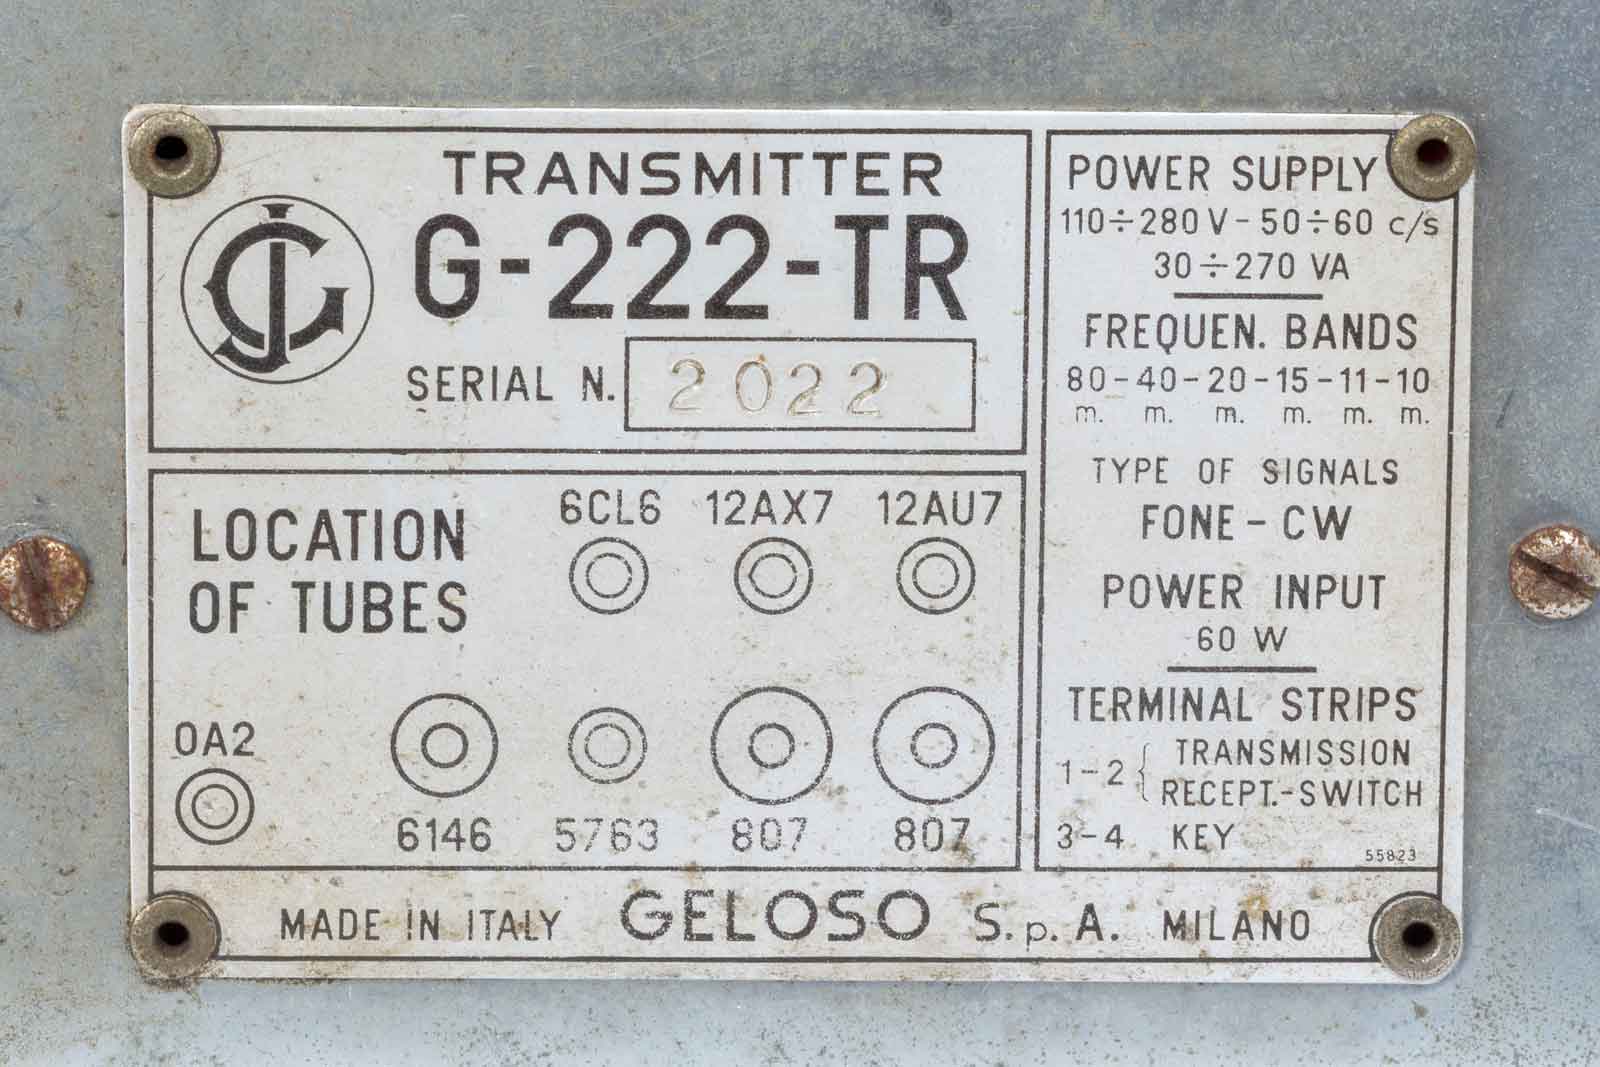 TRANSMITTER
G-222-TR
SERIAL N. 2022
LOCATION
OF TUBES
6CL6 12AX7 12AU7
0A2
6146 5763 807 807
POWER SUPPLY
110÷280 V - 50÷60 c/s
30÷270 VA
FREQUEN. BANDS
80-40-20-15-11-10
m. m. m. m. m. m.
TYPE OF SIGNALS
FONE - CW
POWER INPUT
60 W
TERMINAL STRIPS
1-2 { TRANSMISSION
RECEPT.-SWITCH
3-4 KEY
55823
MADE IN ITALY GELOSO S.p.A. MILANO